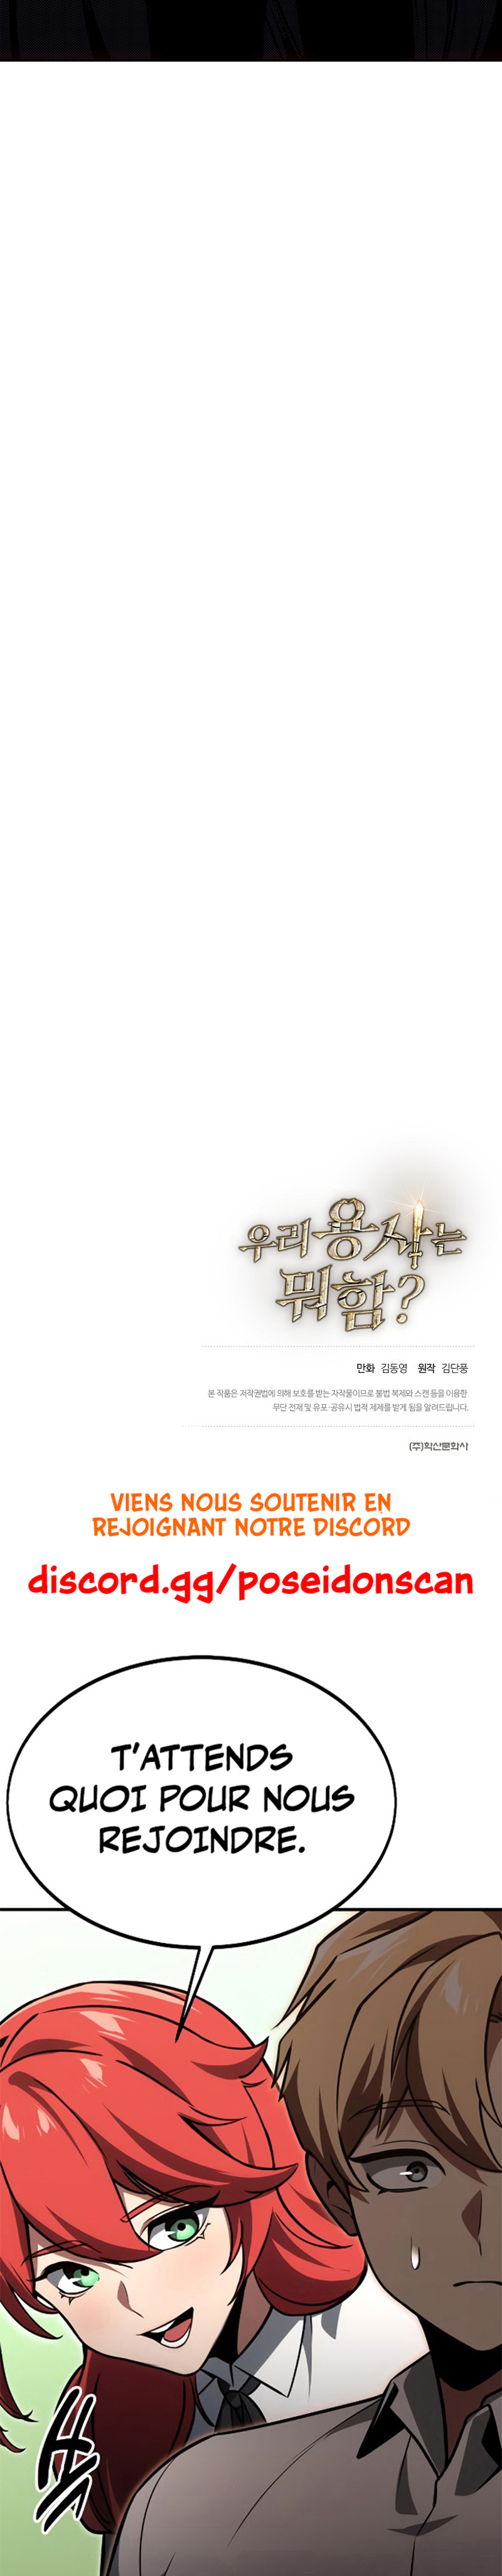 우리 용사는
뭐함?
만화 김동영 원작 김단풍
본 작품은 저작권법에 의해 보호를 받는 저작물이므로 불법 복제와 스캔 등을 이용한
무단 전재 및 유포·공유시 법적 제제를 받게 됨을 알려드립니다.
(주)학산문화사
VIENS NOUS SOUTENIR EN
REJOIGNANT NOTRE DISCORD
discord.gg/poseidonscan
T'ATTENDS
QUOI POUR NOUS
REJOINDRE.